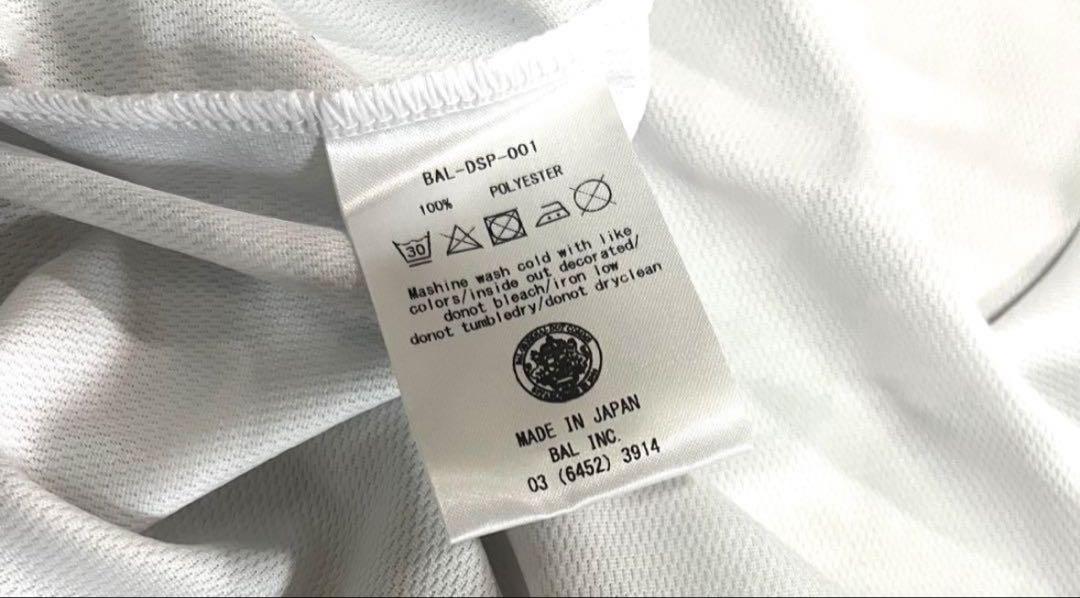 BAL-DSP-001
100% POLYESTER
30
Mashine wash cold with like
colors/inside out decorated/
donot bleach/iron low
donot tumbledry/donot dryclean
MADE IN JAPAN
BAL INC.
03 (6452) 3914